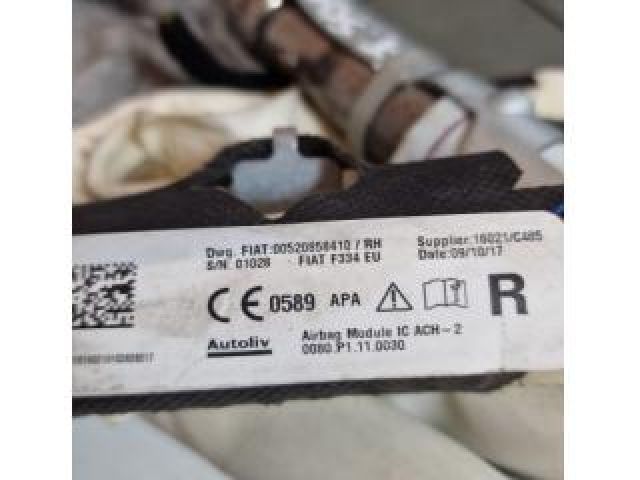 Dwg. FIAT:00520858410 / RH
S/N 01028 FIAT F334 EU
Supplier:16021/C485
Date:09/10/17
CE 0589 APA R
Autoliv
Airbag Module IC ACH-2
0080.P1.11.0030